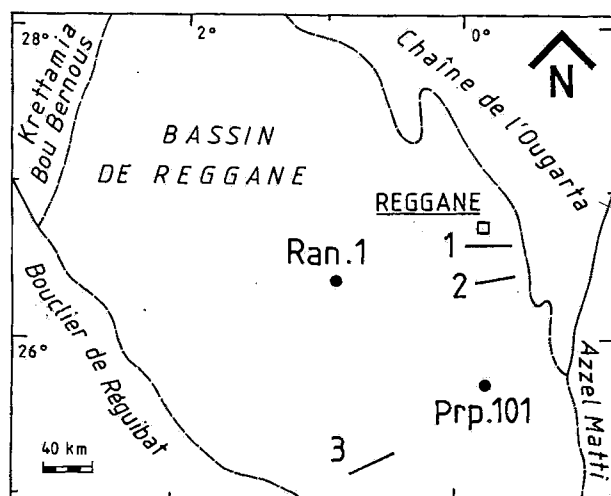 28°
2°
0°
N
Krettamia
Bou Bernous
Chaîne de l'Ougarta
BASSIN
DE REGGANE
REGGANE
1
Ran.1
2
26°
Bouclier de Réguibat
Prp.101
Azzel Matti
3
40 km